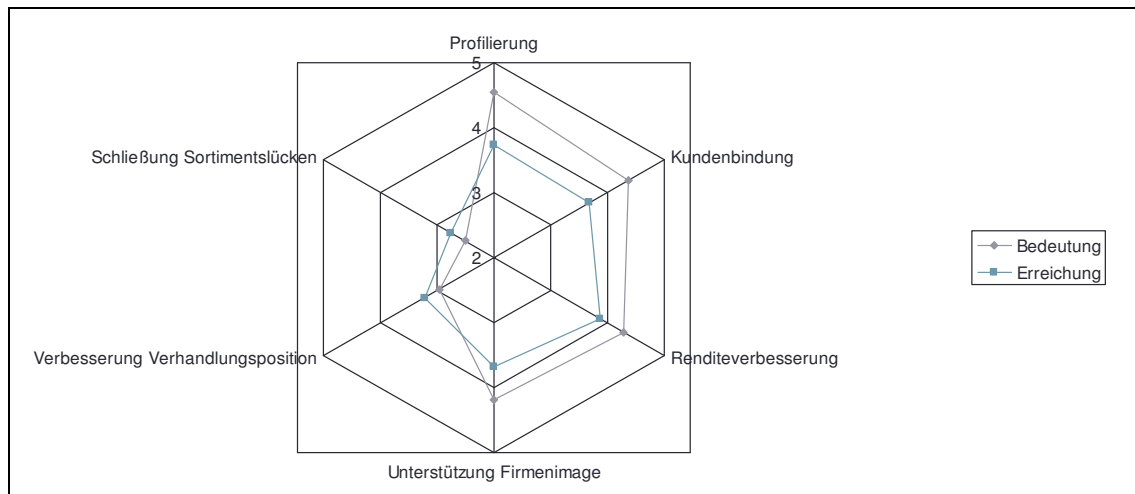 Profilierung
5
4
Schließung Sortimentslücken
Kundenbindung
3
2
Bedeutung
Erreichung
Verbesserung Verhandlungsposition
Renditeverbesserung
Unterstützung Firmenimage